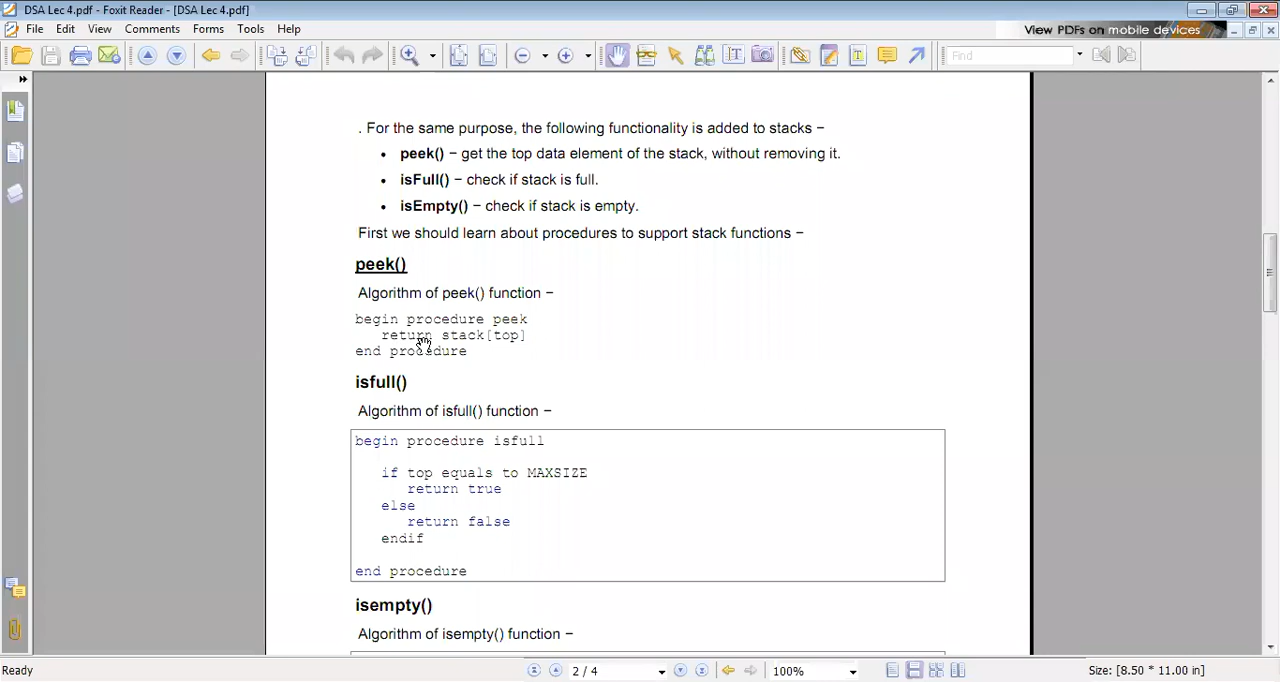 DSA Lec 4.pdf - Foxit Reader - [DSA Lec 4.pdf]
File Edit View Comments Forms Tools Help
View PDFs on mobile devices
Find
. For the same purpose, the following functionality is added to stacks −
• peek() − get the top data element of the stack, without removing it.
• isFull() − check if stack is full.
• isEmpty() − check if stack is empty.
First we should learn about procedures to support stack functions −
peek()
Algorithm of peek() function −
begin procedure peek
return stack[top]
end procedure
isfull()
Algorithm of isfull() function −
begin procedure isfull
if top equals to MAXSIZE
return true
else
return false
endif
end procedure
isempty()
Algorithm of isempty() function −
Ready 2 / 4 100% Size: [8.50 * 11.00 in]